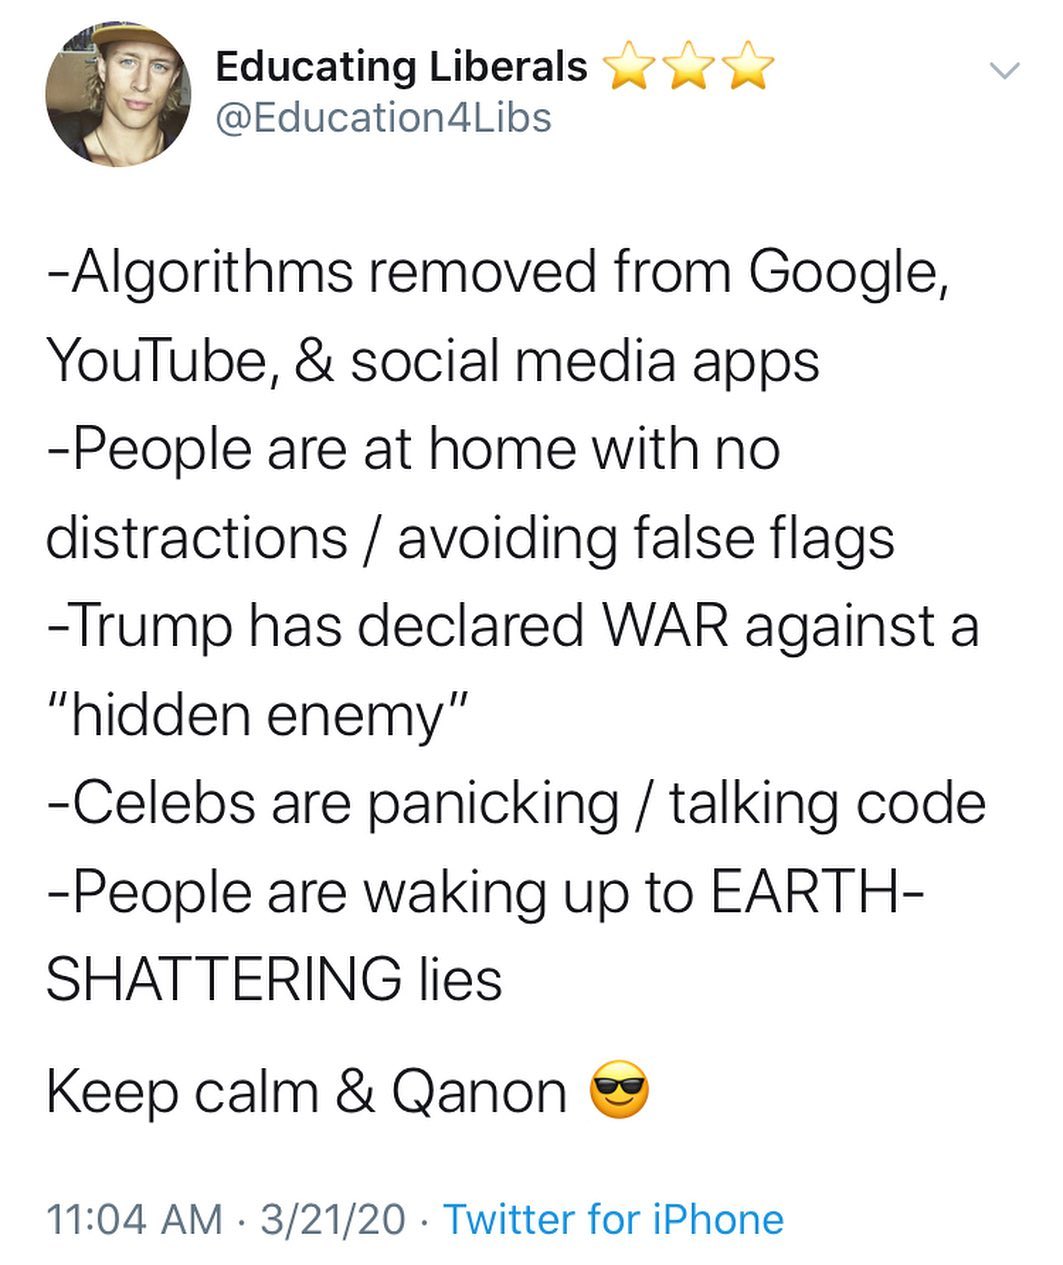 Educating Liberals ⭐⭐⭐
@Education4Libs
-Algorithms removed from Google,
YouTube, & social media apps
-People are at home with no
distractions / avoiding false flags
-Trump has declared WAR against a
“hidden enemy”
-Celebs are panicking / talking code
-People are waking up to EARTH-
SHATTERING lies
Keep calm & Qanon 😎
11:04 AM · 3/21/20 · Twitter for iPhone